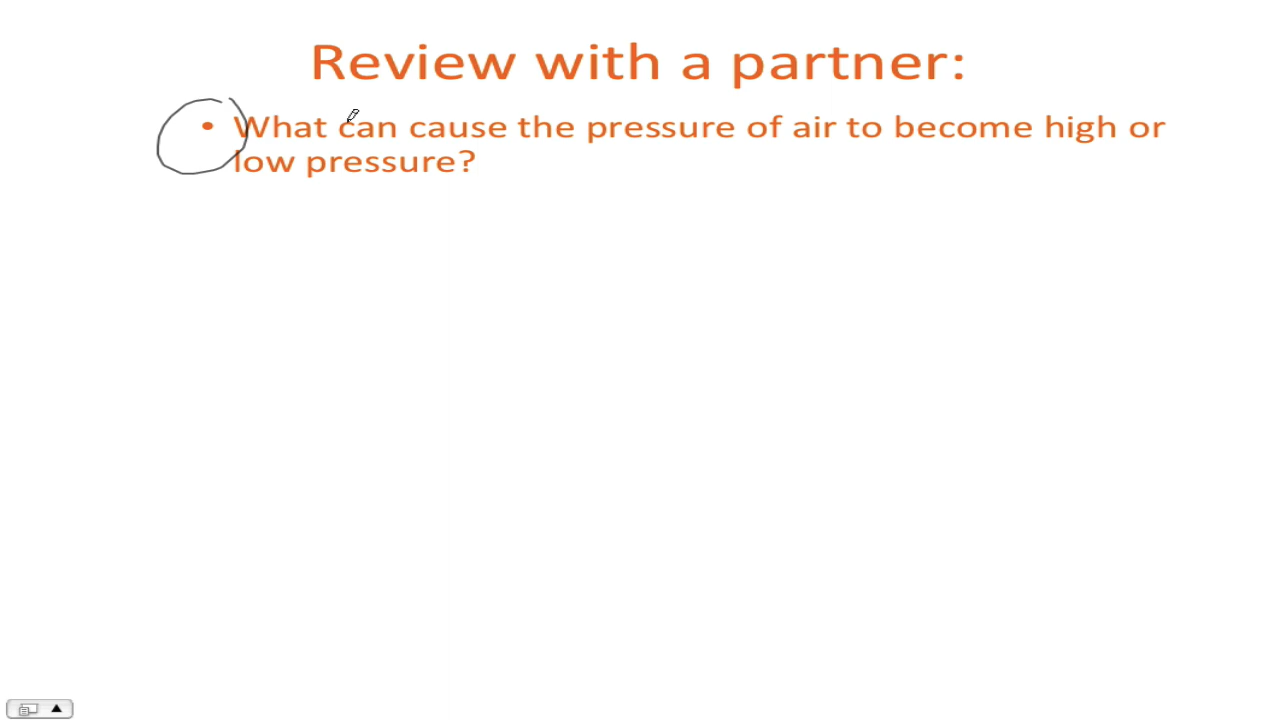 Review with a partner:
• What can cause the pressure of air to become high or
low pressure?